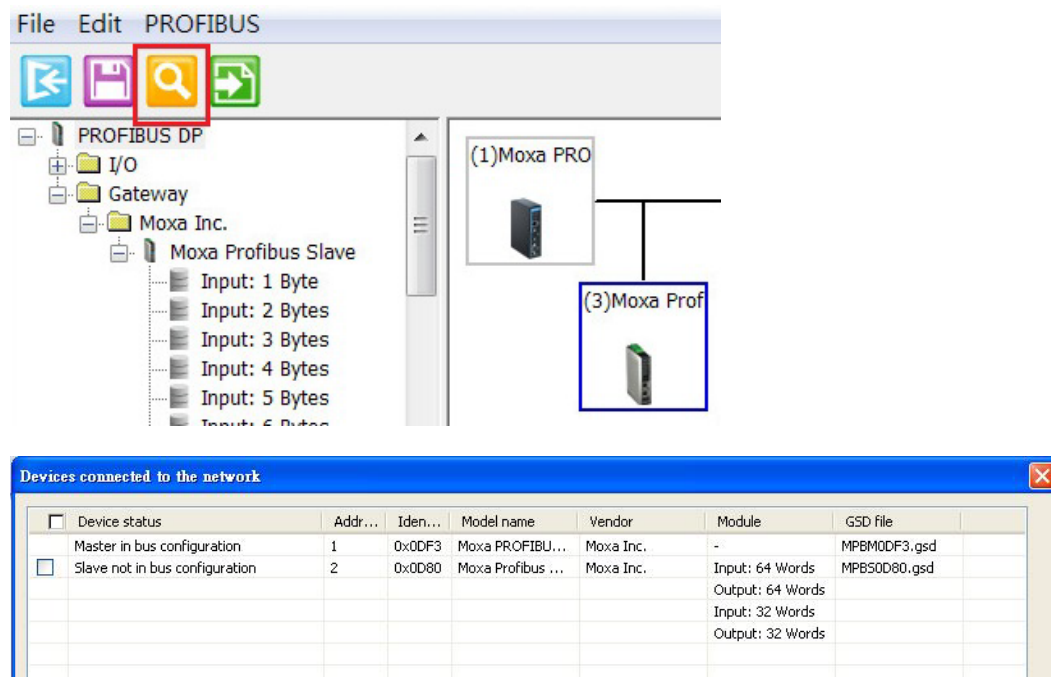 File Edit PROFIBUS
PROFIBUS DP
I/O
Gateway
Moxa Inc.
Moxa Profibus Slave
Input: 1 Byte
Input: 2 Bytes
Input: 3 Bytes
Input: 4 Bytes
Input: 5 Bytes
Input: 6 Bytes
(1)Moxa PRO
(3)Moxa Prof
Devices connected to the network
Device status Addr... Iden... Model name Vendor Module GSD file
Master in bus configuration 1 0x0DF3 Moxa PROFIBU... Moxa Inc. - MPBM0DF3.gsd
Slave not in bus configuration 2 0x0D80 Moxa Profibus ... Moxa Inc. Input: 64 Words MPBS0D80.gsd
Output: 64 Words
Input: 32 Words
Output: 32 Words